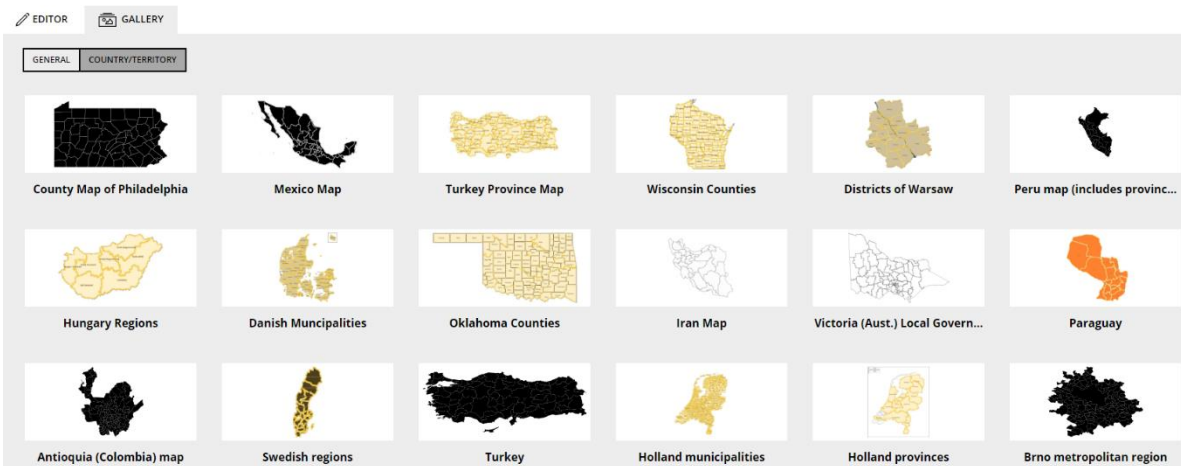 EDITOR
GALLERY
GENERAL
COUNTRY/TERRITORY
County Map of Philadelphia
Mexico Map
Turkey Province Map
Wisconsin Counties
Districts of Warsaw
Peru map (includes provinc...
Hungary Regions
Danish Muncipalities
Oklahoma Counties
Iran Map
Victoria (Aust.) Local Govern...
Paraguay
Antioquia (Colombia) map
Swedish regions
Turkey
Holland municipalities
Holland provinces
Brno metropolitan region